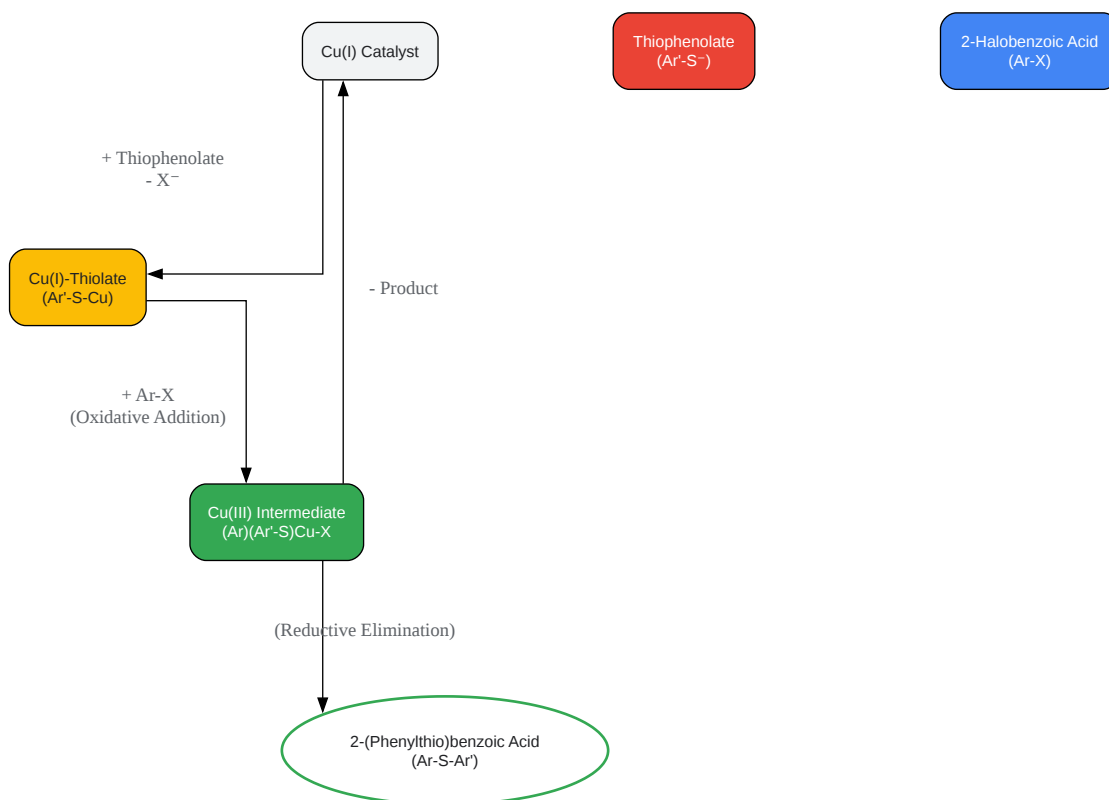 Cu(I) Catalyst
Thiophenolate
(Ar'-S⁻)
2-Halobenzoic Acid
(Ar-X)
+ Thiophenolate
- X⁻
Cu(I)-Thiolate
(Ar'-S-Cu)
- Product
+ Ar-X
(Oxidative Addition)
Cu(III) Intermediate
(Ar)(Ar'-S)Cu-X
(Reductive Elimination)
2-(Phenylthio)benzoic Acid
(Ar-S-Ar')